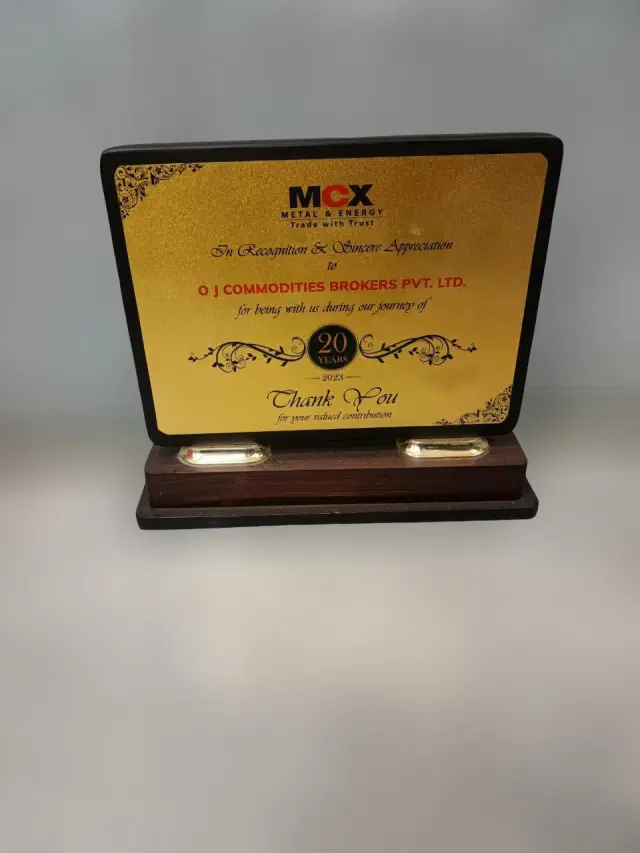 MCX
METAL & ENERGY
Trade with Trust
In Recognition & Sincere Appreciation
to
O J COMMODITIES BROKERS PVT. LTD.
for being with us during our journey of
20
YEARS
2023
Thank You
for your valued contribution